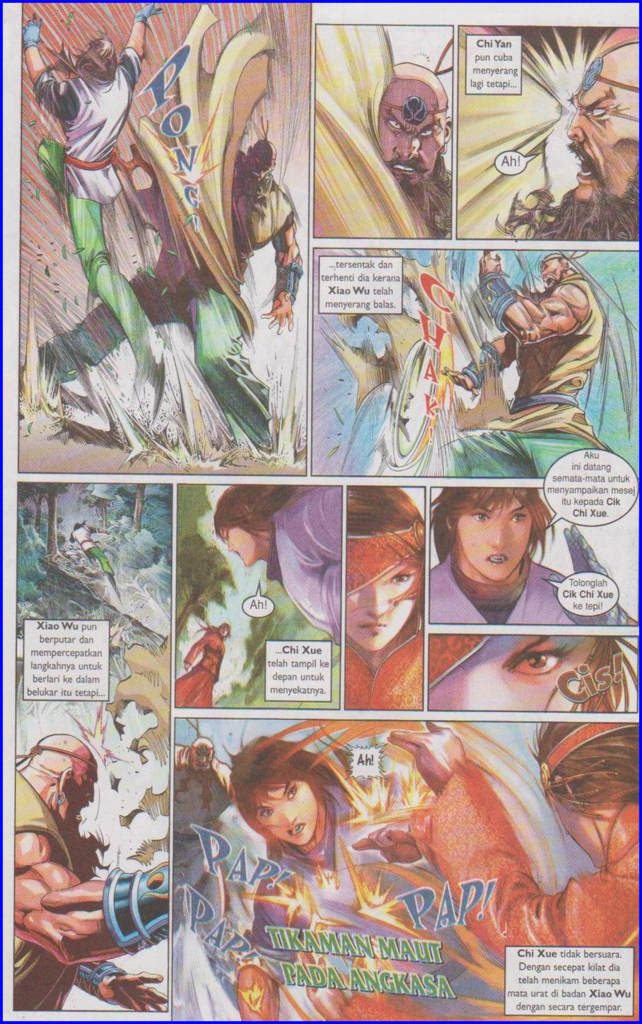 PONG!
Chi Yan
pun cuba
menyerang
lagi tetapi...
Ah!
...tersentak dan
terhenti dia kerana
Xiao Wu telah
menyerang balas.
CHAK!
Xiao Wu pun
berputar dan
mempercepatkan
langkahnya untuk
berlari ke dalam
belukar itu tetapi...
Ah!
...Chi Xue
telah tampil ke
depan untuk
menyekatnya.
Aku
ini datang
semata-mata untuk
menyampaikan mesej
itu kepada Cik
Chi Xue.
Tolonglah
Cik Chi Xue
ke tepi!
Cis!
Ah!
PAP!
PAP!
PAP!
TIKAMAN MAUT
PADA ANGKASA
Chi Xue tidak bersuara.
Dengan secepat kilat dia
telah menikam beberapa
mata urat di badan Xiao Wu
dengan secara tergempar.